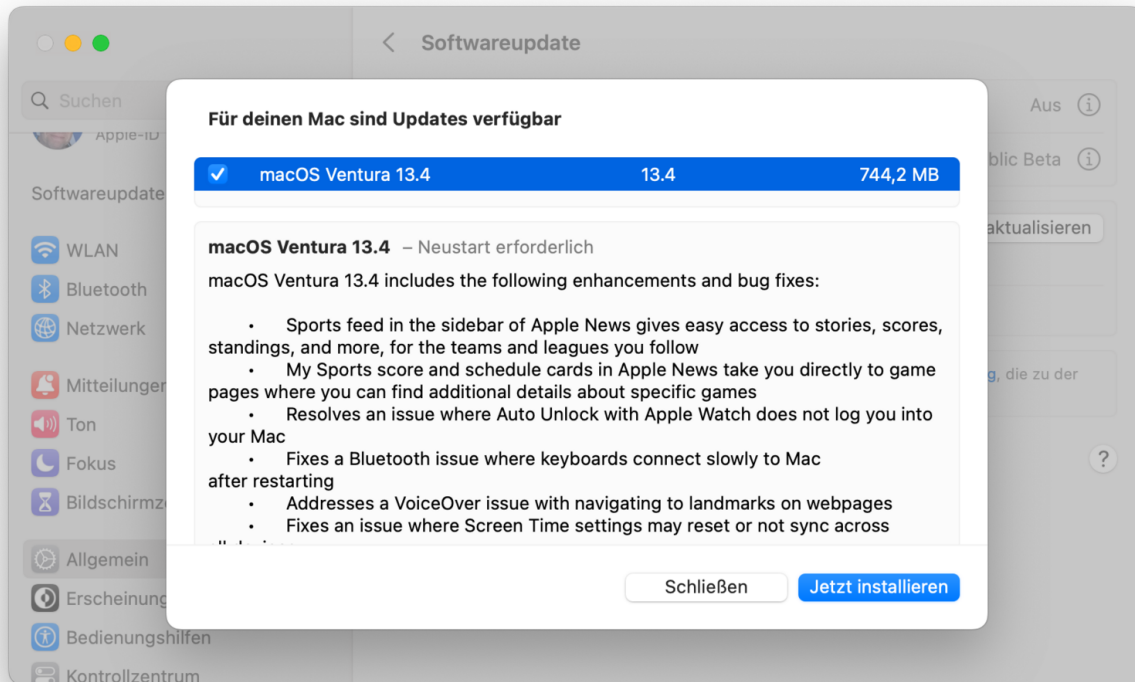 Softwareupdate
Suchen
Apple-ID
Softwareupdate
WLAN
Bluetooth
Netzwerk
Mitteilungen
Ton
Fokus
Allgemein
Bedienungshilfen
Kontrollzentrum
Für deinen Mac sind Updates verfügbar
macOS Ventura 13.4 13.4 744,2 MB
macOS Ventura 13.4 – Neustart erforderlich
macOS Ventura 13.4 includes the following enhancements and bug fixes:
• Sports feed in the sidebar of Apple News gives easy access to stories, scores,
standings, and more, for the teams and leagues you follow
• My Sports score and schedule cards in Apple News take you directly to game
pages where you can find additional details about specific games
• Resolves an issue where Auto Unlock with Apple Watch does not log you into
your Mac
• Fixes a Bluetooth issue where keyboards connect slowly to Mac
after restarting
• Addresses a VoiceOver issue with navigating to landmarks on webpages
• Fixes an issue where Screen Time settings may reset or not sync across
Schließen
Jetzt installieren
Aus
Beta
aktualisieren
, die zu der
?